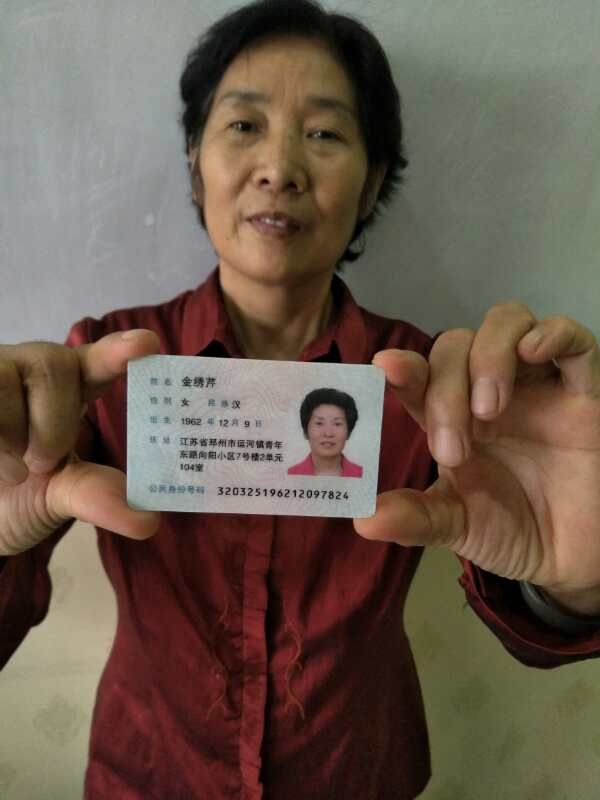 姓名 金绣芹
性别 女 民族 汉
出生 1962 年 12 月 9 日
住址 江苏省邳州市运河镇青年
东路向阳小区7号楼2单元
104室
公民身份号码 320325196212097824